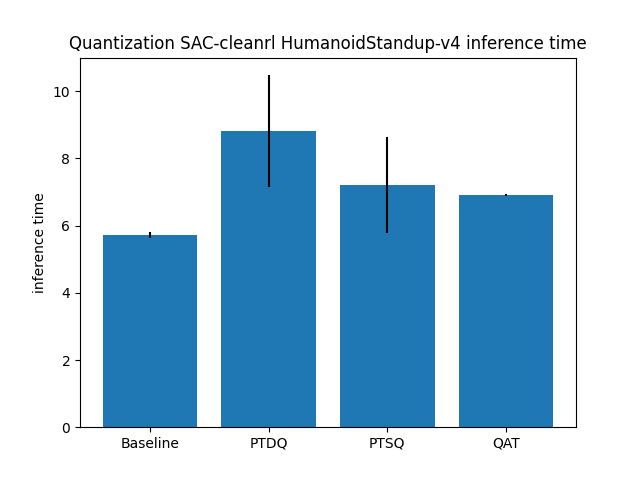 Quantization SAC-cleanrl HumanoidStandup-v4 inference time
inference time
10
8
6
4
2
0
Baseline PTDQ PTSQ QAT